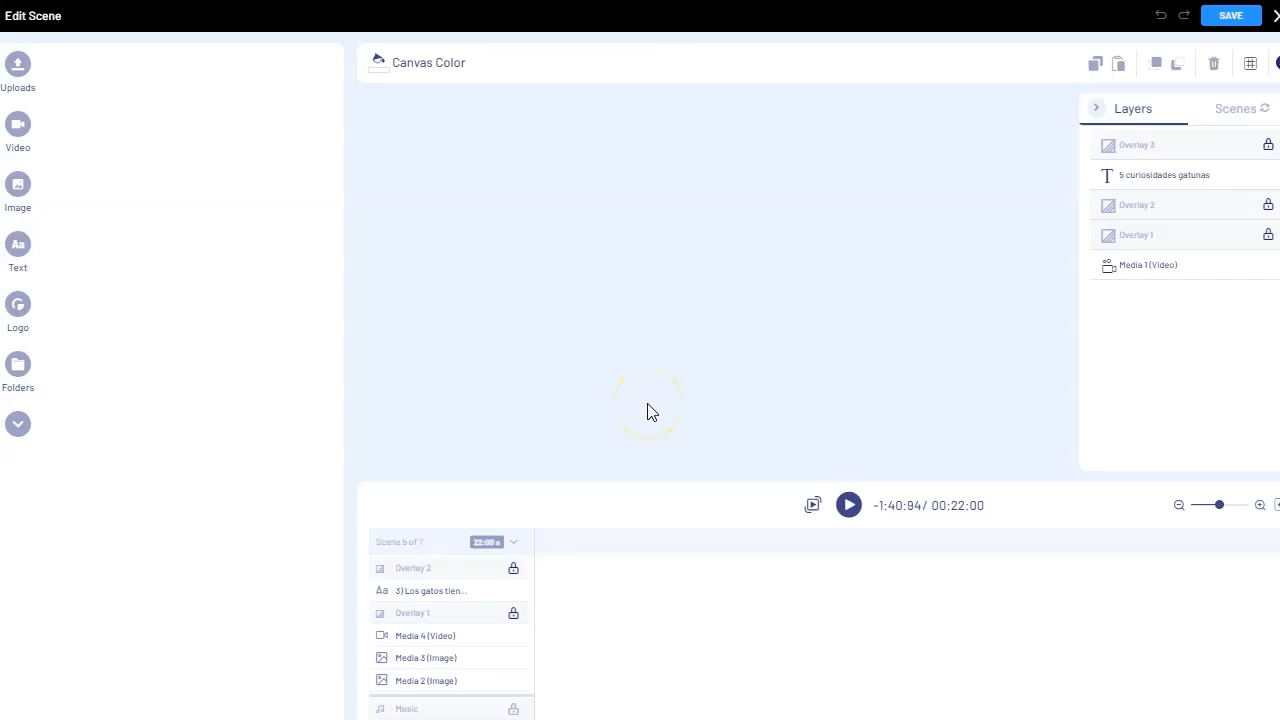 Edit Scene
SAVE
Uploads
Video
Image
Aa
Text
Logo
Folders
Canvas Color
Layers
Scenes
Overlay 3
T 5 curiosidades gatunas
Overlay 2
Overlay 1
Media 1 (Video)
-1:40:94/ 00:22:00
Scene 5 of 7
22:00 s
Overlay 2
Aa 3) Los gatos tien...
Overlay 1
Media 4 (Video)
Media 3 (Image)
Media 2 (Image)
Music